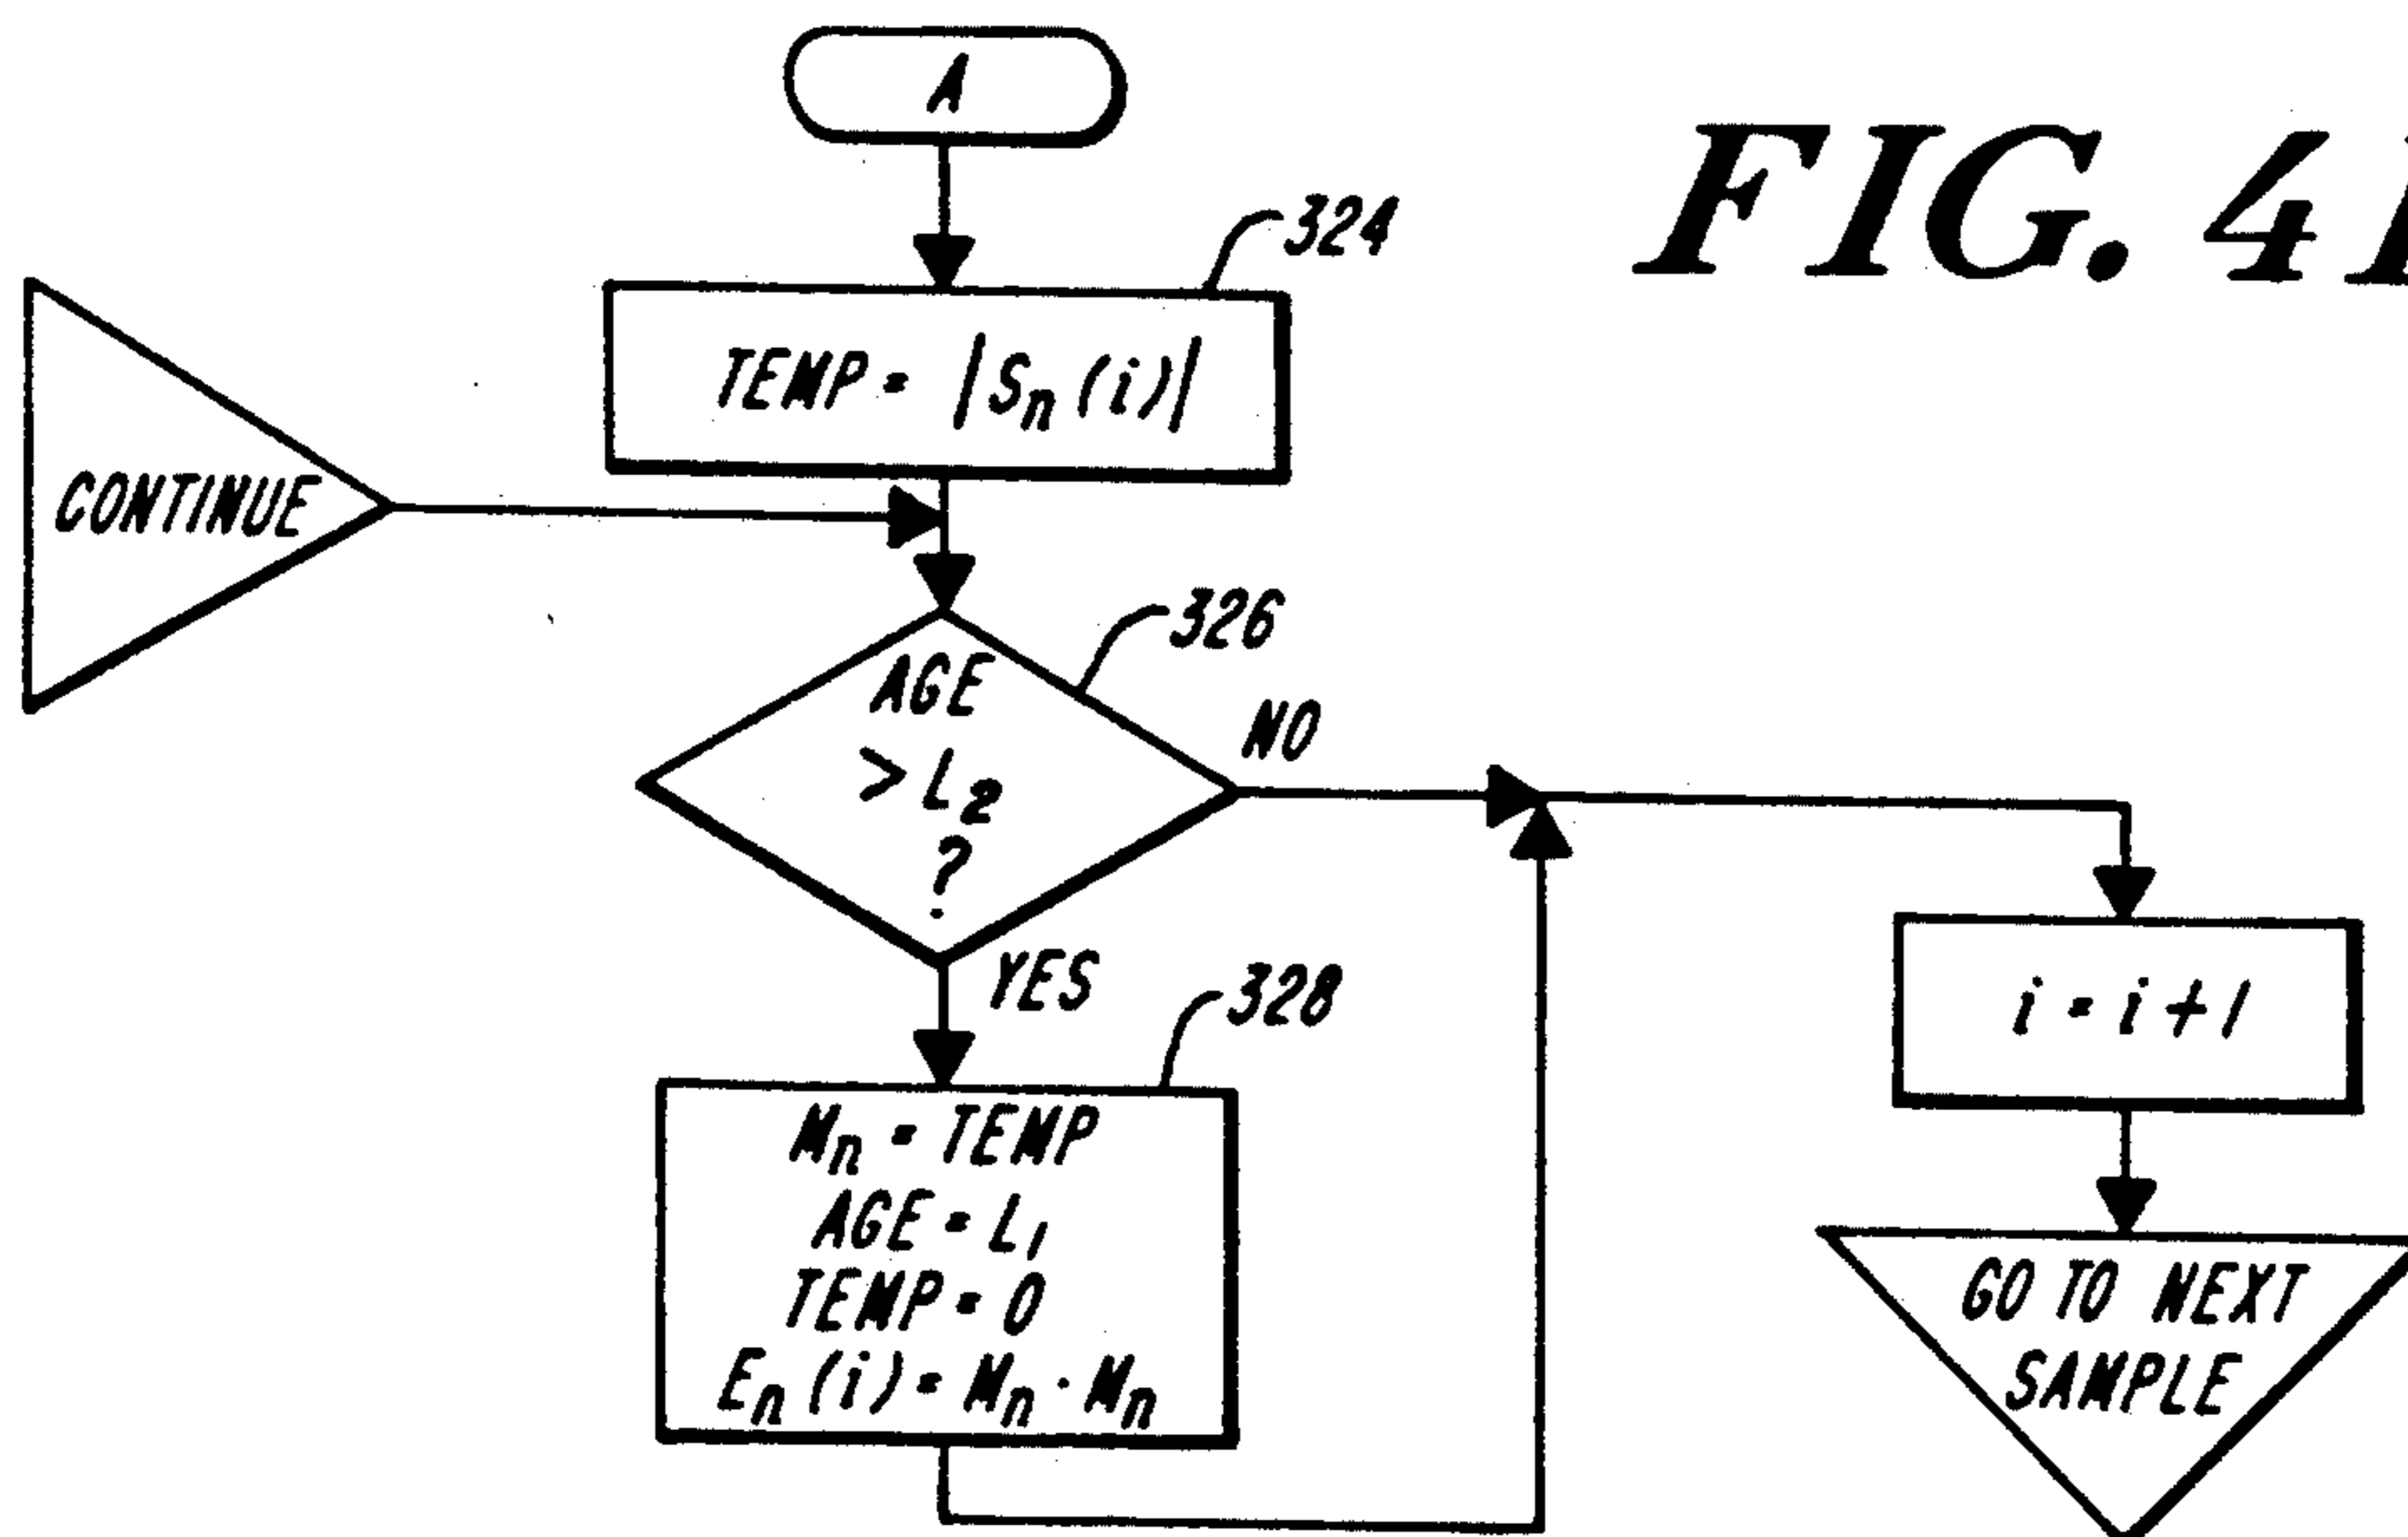 A
FIG. 4
324
TEMP = |Sn (i)|
CONTINUE
326
AGE
> L2
?
NO
YES
328
i = i + 1
Mn = TEMP
AGE = L1
TEMP = 0
En (i) = Mn · Mn
GO TO NEXT
SAMPLE